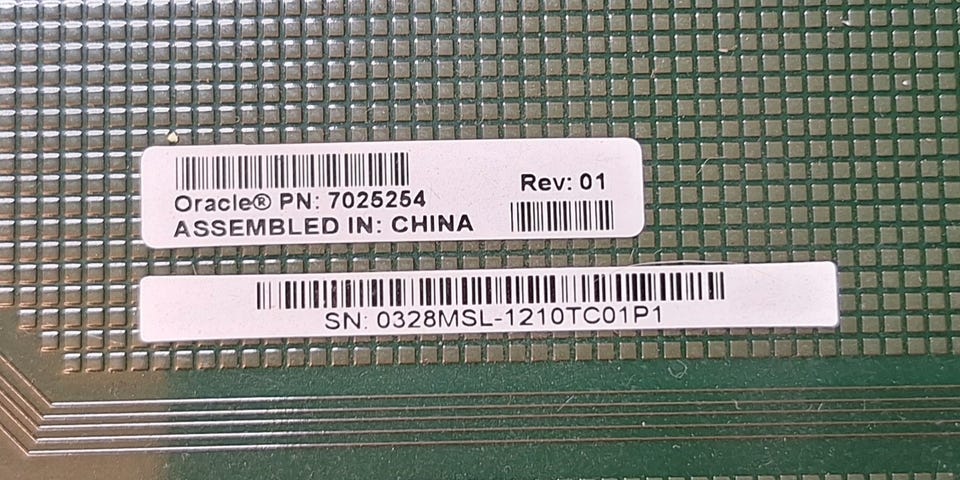 Oracle® PN: 7025254
Rev: 01
ASSEMBLED IN: CHINA
SN: 0328MSL-1210TC01P1